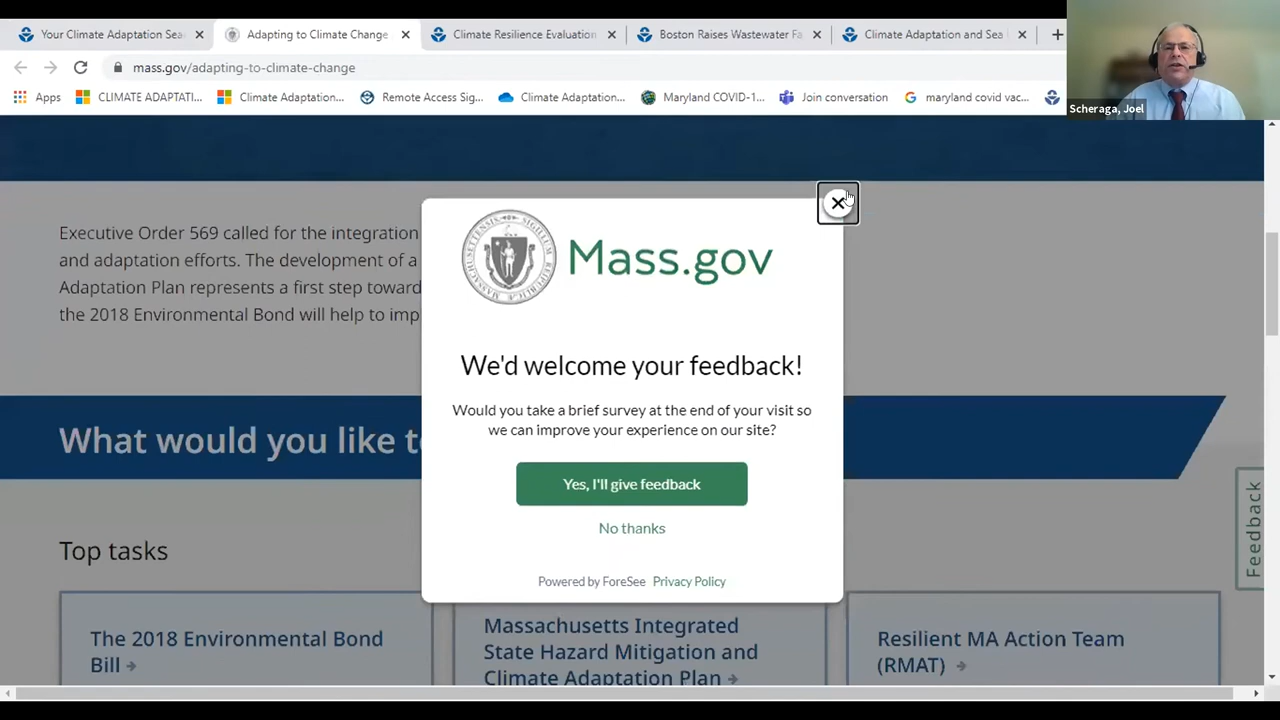 Your Climate Adaptation Sea
Adapting to Climate Change
Climate Resilience Evaluation
Boston Raises Wastewater Fa
Climate Adaptation and Sea
mass.gov/adapting-to-climate-change
Apps
CLIMATE ADAPTATI...
Climate Adaptation...
Remote Access Sig...
Climate Adaptation...
Maryland COVID-1...
Join conversation
maryland covid vac...
Scheraga, Joel
Executive Order 569 called for the integration
and adaptation efforts. The development of a
Adaptation Plan represents a first step toward
the 2018 Environmental Bond will help to imp
Mass.gov
We'd welcome your feedback!
Would you take a brief survey at the end of your visit so
we can improve your experience on our site?
Yes, I'll give feedback
No thanks
Powered by ForeSee Privacy Policy
What would you like to
Feedback
Top tasks
The 2018 Environmental Bond
Bill
Massachusetts Integrated
State Hazard Mitigation and
Climate Adaptation Plan
Resilient MA Action Team
(RMAT)